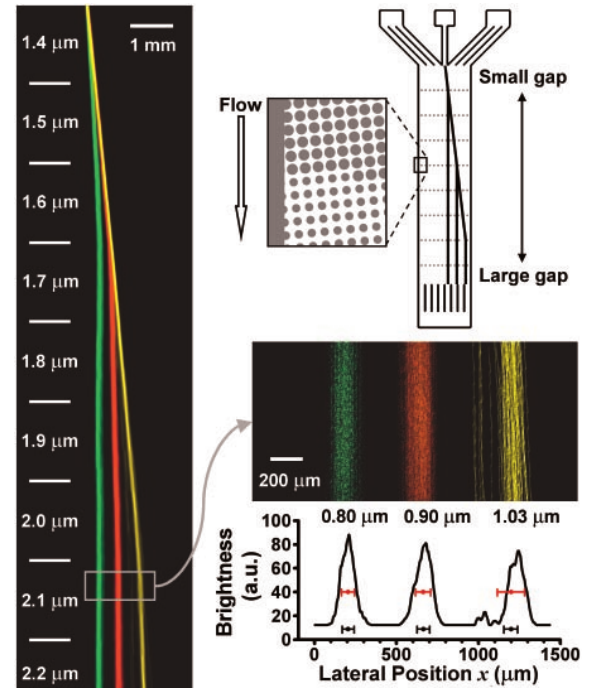 1.4 μm
1 mm
1.5 μm
1.6 μm
1.7 μm
1.8 μm
1.9 μm
2.0 μm
2.1 μm
2.2 μm
Small gap
Flow
Large gap
200 μm
0.80 μm 0.90 μm 1.03 μm
Brightness
(a.u.)
100
80
60
40
20
0
0 500 1000 1500
Lateral Position x (μm)